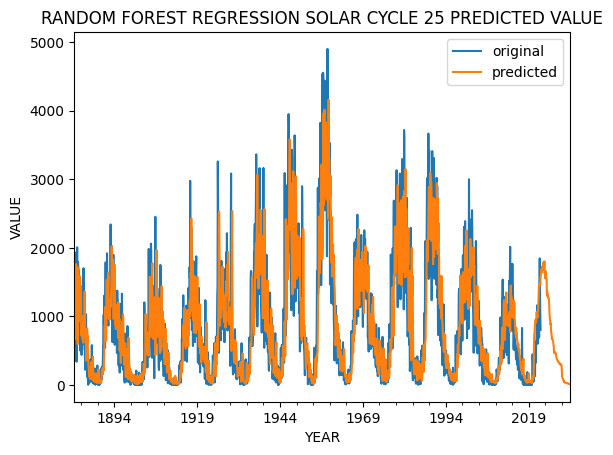 RANDOM FOREST REGRESSION SOLAR CYCLE 25 PREDICTED VALUE
original
predicted
5000
4000
3000
2000
1000
0
VALUE
1894 1919 1944 1969 1994 2019
YEAR